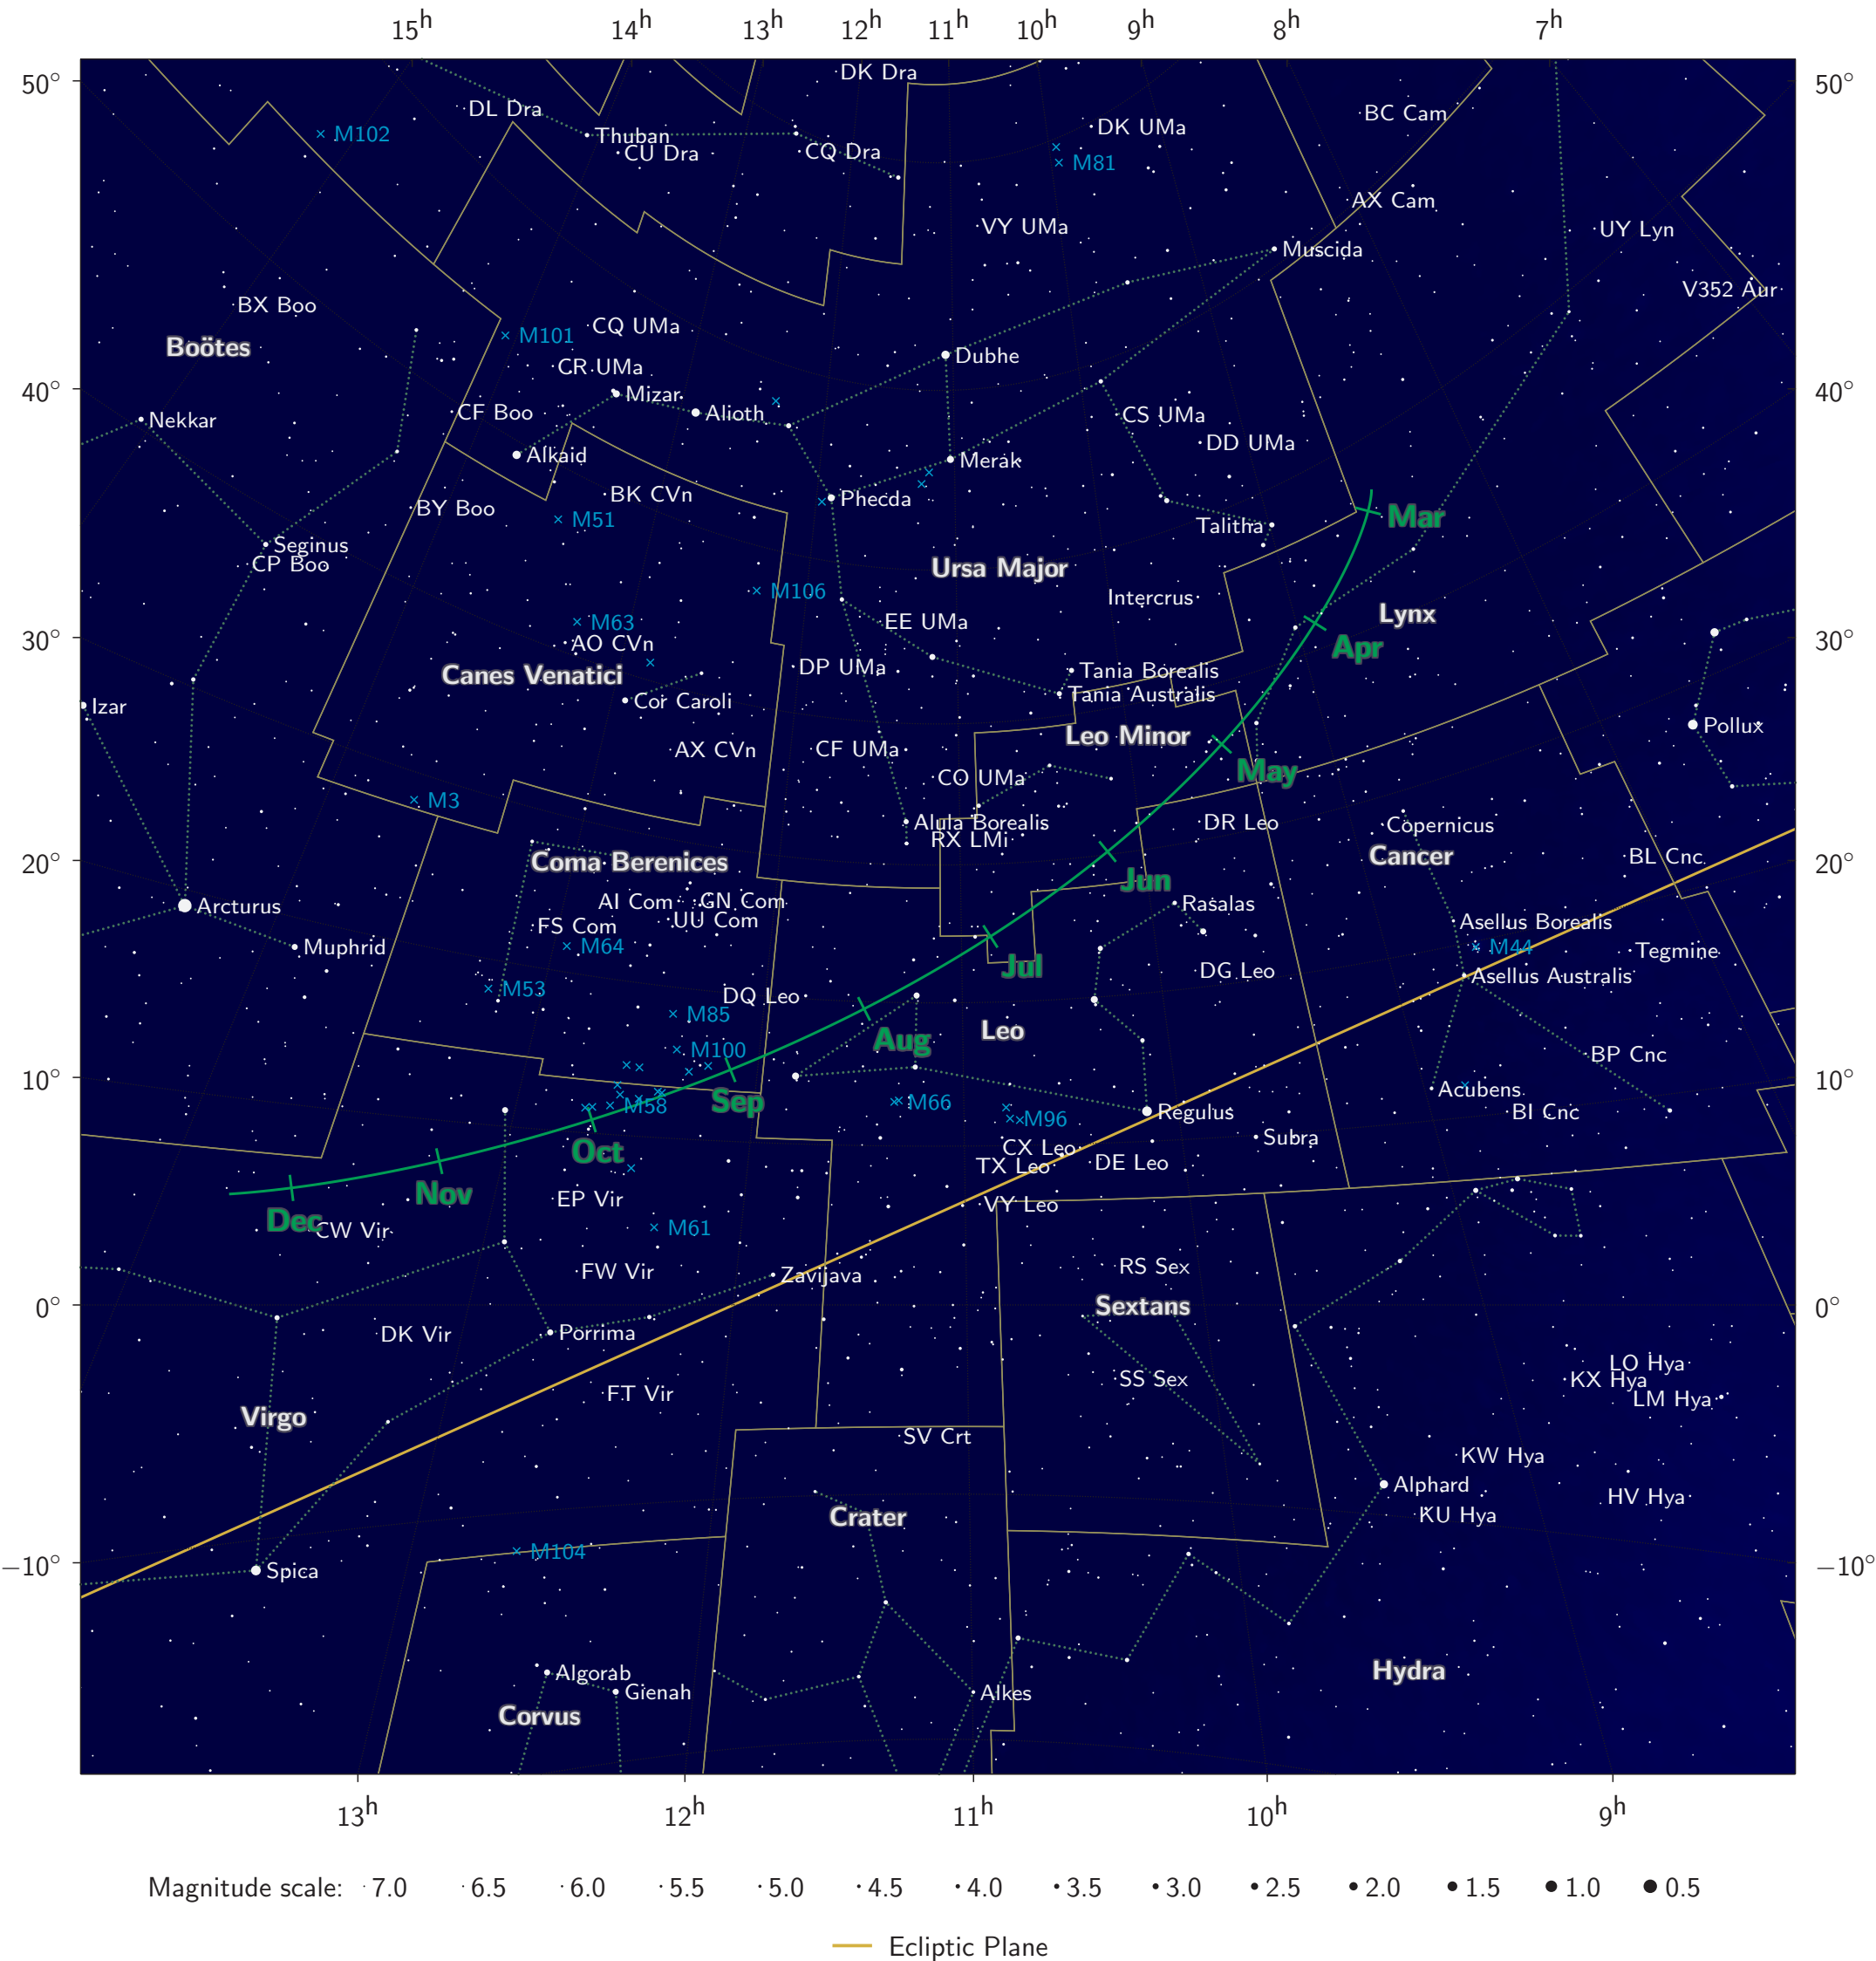 15h 14h 13h 12h 11h 10h 9h 8h 7h
50° DK Dra 50°
DL Dra BC Cam
Thuban DK UMa
M102 CU Dra CQ Dra M81
AX Cam
VY UMa UY Lyn
Muscida
V352 Aur
BX Boo
CQ UMa
M101
Boötes
Dubhe
CR UMa
40° Mizar 40°
CF Boo Alioth CS UMa
Nekkar
DD UMa
Alkaid Merak
BK CVn Phecda
BY Boo M51 Mar
Talitha
Seginus
CP Boo Ursa Major
M106 Intercrus
Lynx
M63 EE UMa
30° AO CVn Apr 30°
DP UMa Tania Borealis
Canes Venatici
Tania Australis
Izar Cor Caroli
Pollux
Leo Minor
AX CVn CF UMa
May
CO UMa
M3
Alula Borealis DR Leo Copernicus
RX LMi
20° Coma Berenices Cancer BL Cnc 20°
Jun
AI Com GN Com Rasalas
Arcturus
UU Com Asellus Borealis
FS Com
Muphrid M64 M44 Tegmine
Jul
DG Leo Asellus Australis
M53 DQ Leo
M85
Leo
Aug
M100 BP Cnc
10° 10°
Acubens
Sep M66
M58 M96 Regulus BI Cnc
Subra
Oct CX Leo
TX Leo DE Leo
Nov
EP Vir VY Leo
Dec
CW Vir M61
RS Sex
FW Vir Zavijava
0° Sextans 0°
DK Vir Porrima
LO Hya
KX Hya
SS Sex
FT Vir LM Hya
Virgo
SV Crt
KW Hya
Alphard
HV Hya
Crater KU Hya
M104
−10° Spica −10°
Algorab Hydra
Gienah Alkes
Corvus
13h 12h 11h 10h 9h
Magnitude scale: 7.0 6.5 6.0 5.5 5.0 4.5 4.0 3.5 3.0 2.5 2.0 1.5 1.0 0.5
Ecliptic Plane